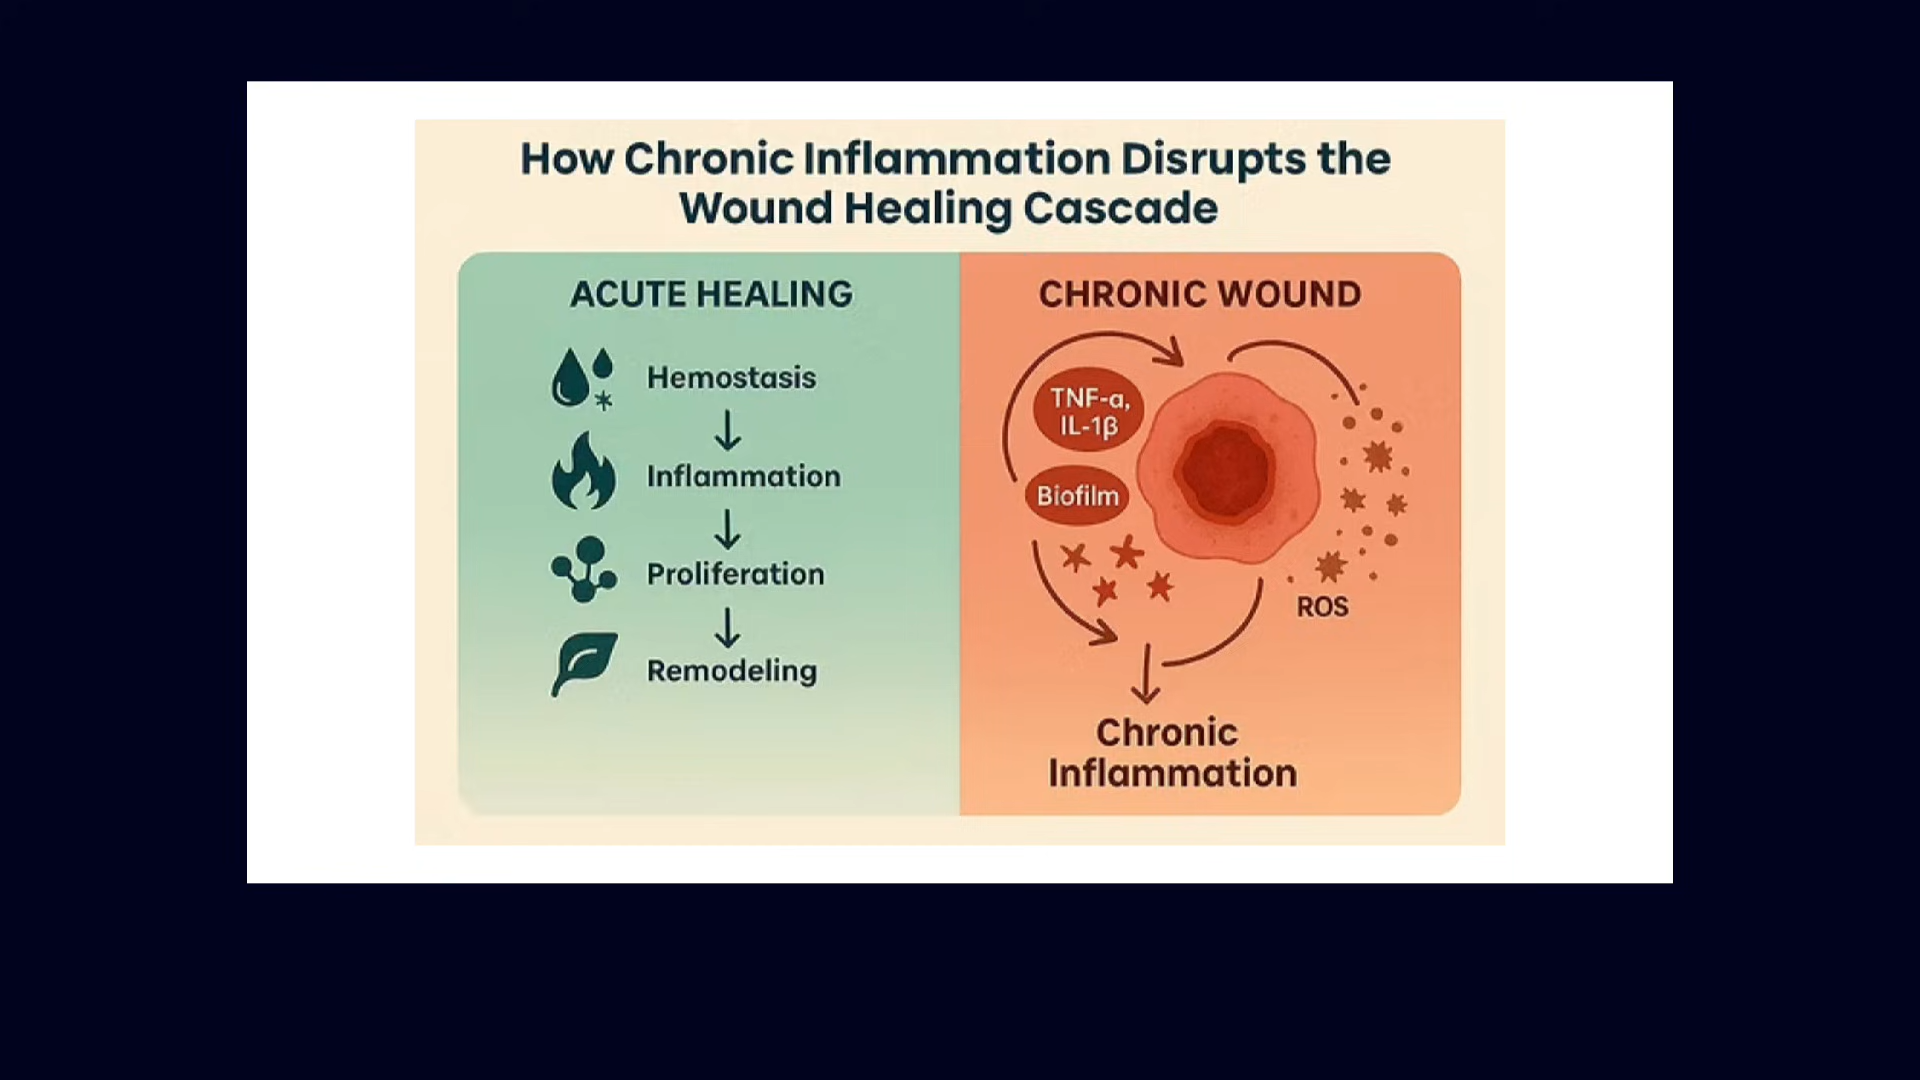 How Chronic Inflammation Disrupts the
Wound Healing Cascade
ACUTE HEALING
Hemostasis
Inflammation
Proliferation
Remodeling
CHRONIC WOUND
TNF-α,
IL-1β
Biofilm
ROS
Chronic
Inflammation